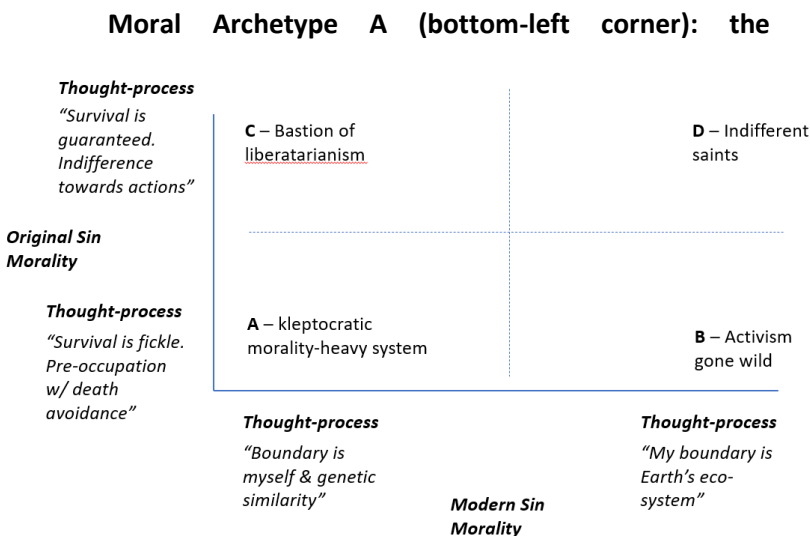 Moral Archetype A (bottom-left corner): the
Thought-process
“Survival is
guaranteed.
Indifference
towards actions”
C – Bastion of
liberatarianism
D – Indifferent
saints
Original Sin
Morality
Thought-process
“Survival is fickle.
Pre-occupation
w/ death
avoidance”
A – kleptocratic
morality-heavy system
B – Activism
gone wild
Thought-process
“Boundary is
myself & genetic
similarity”
Thought-process
“My boundary is
Earth’s eco-
system”
Modern Sin
Morality